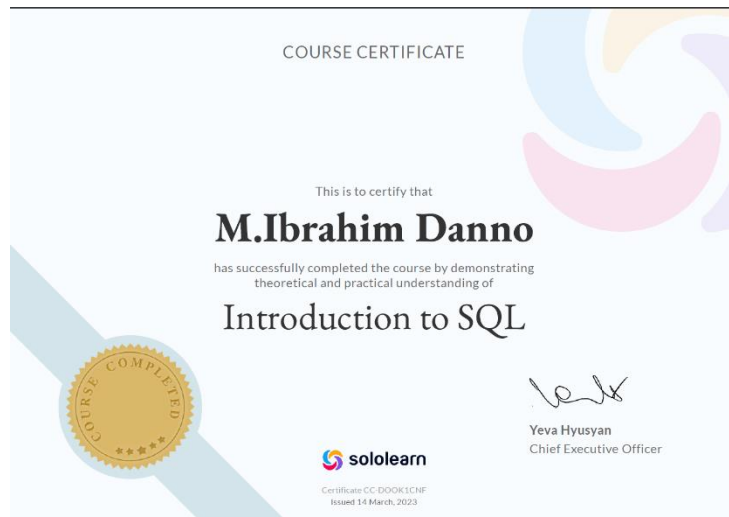 COURSE CERTIFICATE
This is to certify that
M.Ibrahim Danno
has successfully completed the course by demonstrating
theoretical and practical understanding of
Introduction to SQL
COURSE COMPLETED
Yeva Hyusyan
Chief Executive Officer
sololearn
Certificate CC-DOOK1CNF
Issued 14 March, 2023